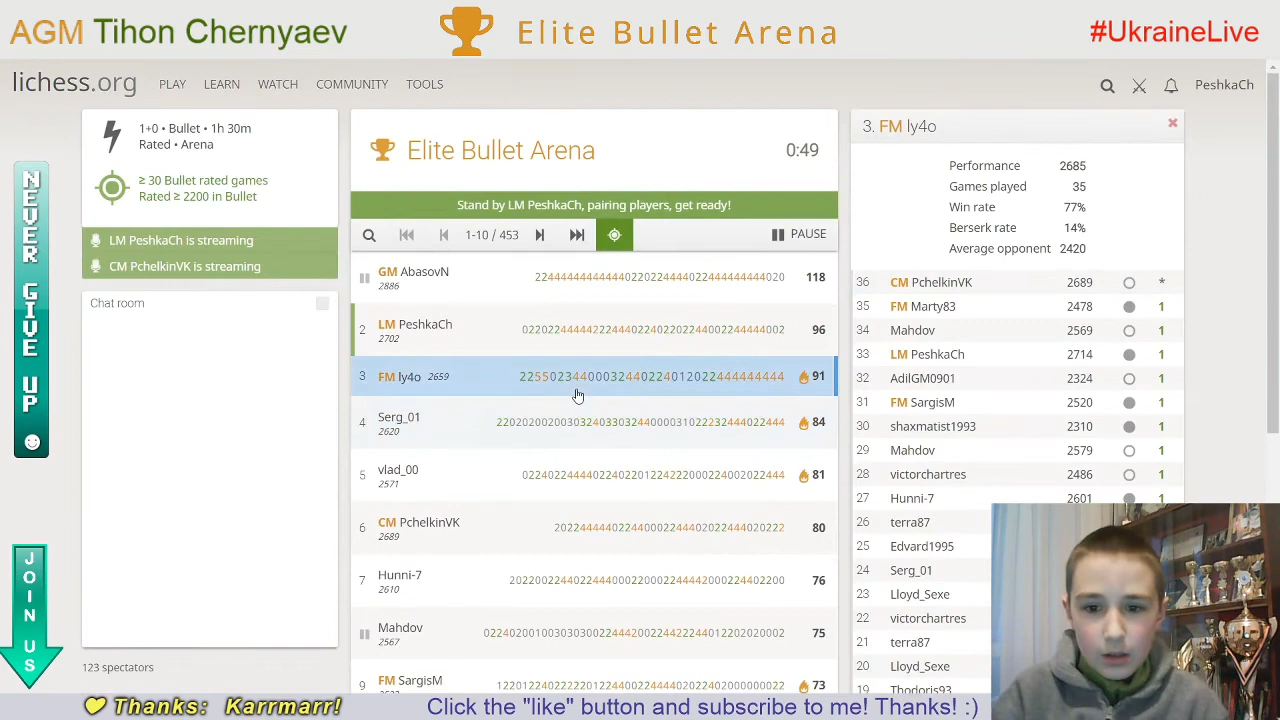 AGM Tihon Chernyaev
Elite Bullet Arena
#UkraineLive
lichess.org PLAY LEARN WATCH COMMUNITY TOOLS PeshkaCh
NEVER GIVE UP
JOIN US
1+0 • Bullet • 1h 30m
Rated • Arena
≥ 30 Bullet rated games
Rated ≥ 2200 in Bullet
LM PeshkaCh is streaming
CM PchelkinVK is streaming
Chat room
123 spectators
Elite Bullet Arena 0:49
Stand by LM PeshkaCh, pairing players, get ready!
1-10 / 453 PAUSE
GM AbasovN 118
2886
2 LM PeshkaCh 96
2702
3 FM ly4o 2659 91
4 Serg_01 84
2620
5 vlad_00 81
2571
6 CM PchelkinVK 80
2689
7 Hunni-7 76
2610
Mahdov 75
2567
9 FM SargisM 73
3. FM ly4o
Performance 2685
Games played 35
Win rate 77%
Berserk rate 14%
Average opponent 2420
36 CM PchelkinVK 2689 *
35 FM Marty83 2478 1
34 Mahdov 2569 1
33 LM PeshkaCh 2714 1
32 AdilGM0901 2324 1
31 FM SargisM 2520 1
30 shaxmatist1993 2310 1
29 Mahdov 2579 1
28 victorchartres 2486 1
27 Hunni-7 2601 1
26 terra87
25 Edvard1995
24 Serg_01
23 Lloyd_Sexe
22 victorchartres
21 terra87
20 Lloyd_Sexe
19 Thodoris93
Thanks: Karrmarr!
Click the "like" button and subscribe to me! Thanks! :)